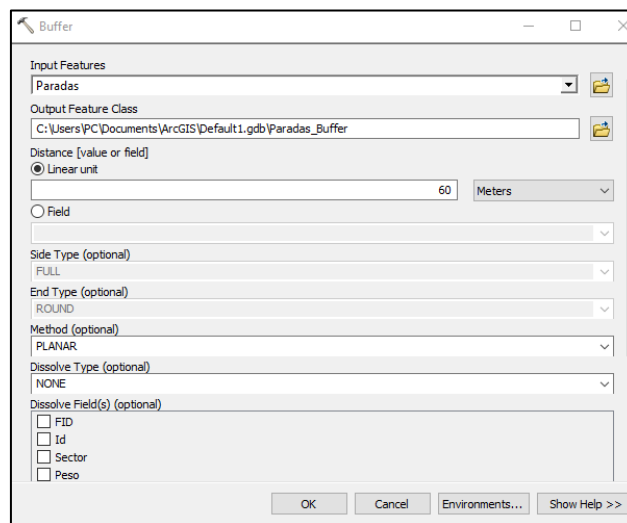 Buffer
Input Features
Paradas
Output Feature Class
C:\Users\PC\Documents\ArcGIS\Default1.gdb\Paradas_Buffer
Distance [value or field]
Linear unit
60 Meters
Field
Side Type (optional)
FULL
End Type (optional)
ROUND
Method (optional)
PLANAR
Dissolve Type (optional)
NONE
Dissolve Field(s) (optional)
FID
Id
Sector
Peso
OK Cancel Environments... Show Help >>